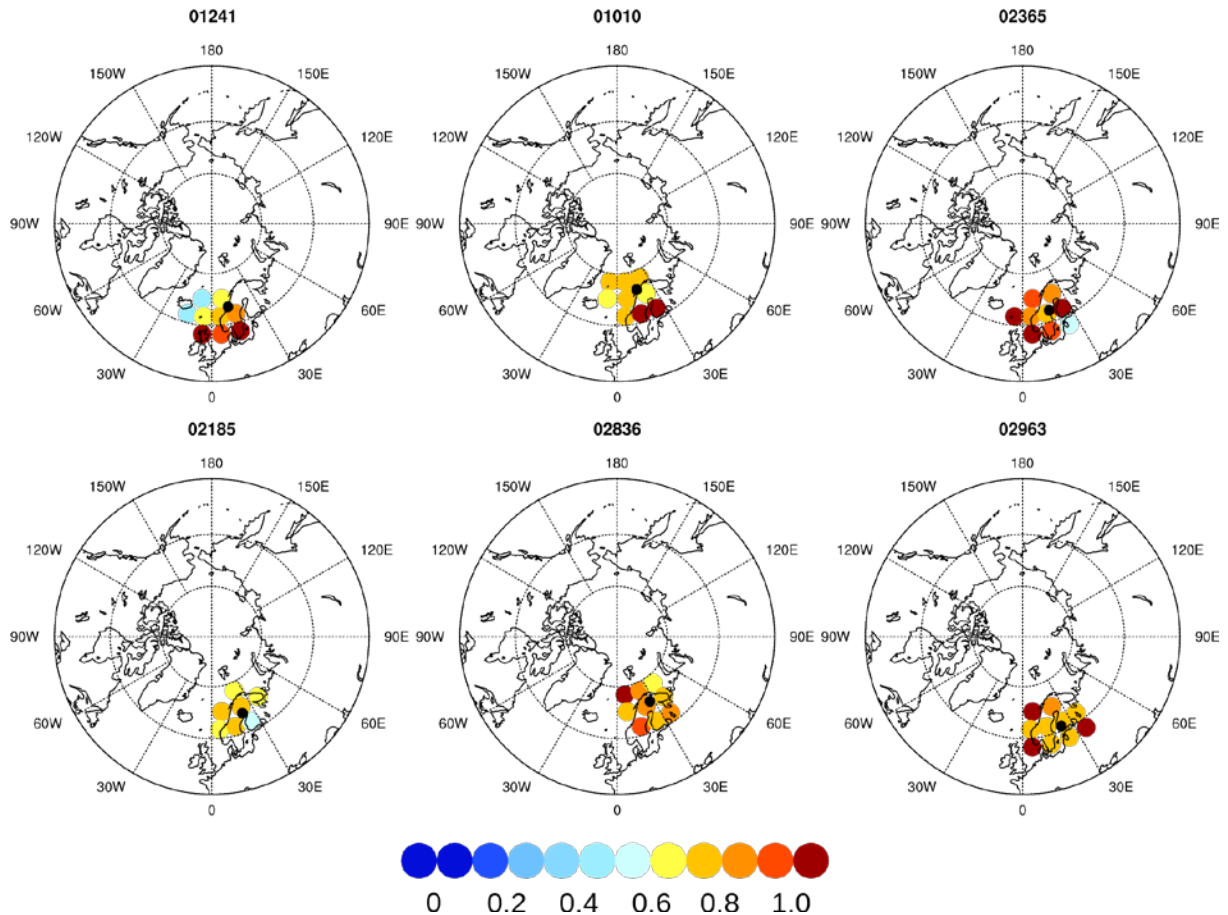 01241 01010 02365
180 180 180
150W 150E 150W 150E 150W 150E
120W 120E 120W 120E 120W 120E
90W 90E 90W 90E 90W 90E
60W 60E 60W 60E 60W 60E
30W 30E 30W 30E 30W 30E
0 0 0
02185 02836 02963
180 180 180
150W 150E 150W 150E 150W 150E
120W 120E 120W 120E 120W 120E
90W 90E 90W 90E 90W 90E
60W 60E 60W 60E 60W 60E
30W 30E 30W 30E 30W 30E
0 0 0
0 0.2 0.4 0.6 0.8 1.0